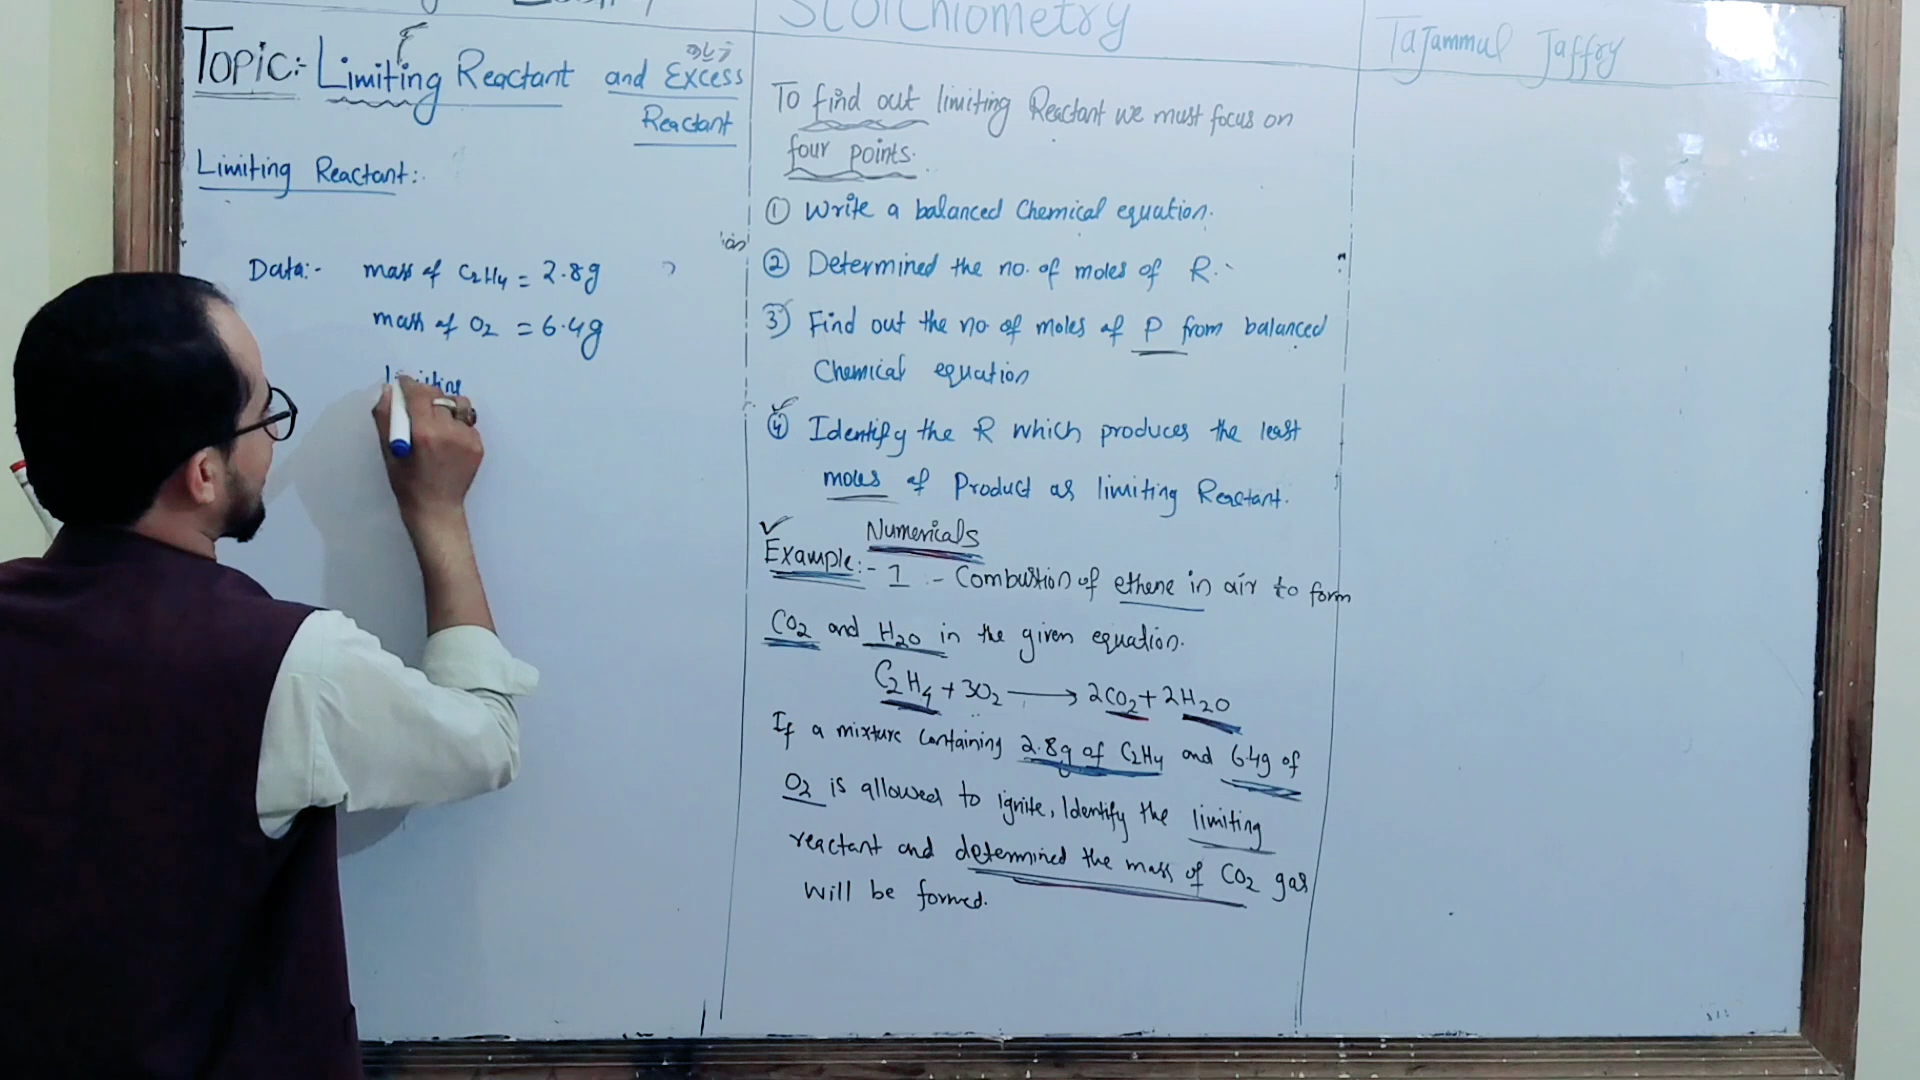 Stoichiometry
Tajammul Jaffry
Topic:- Limiting Reactant and Excess
Reactant
Limiting Reactant:-
Data:- mass of C2H4 = 2.8g
mass of O2 = 6.4g
limiting
To find out limiting Reactant we must focus on
four points.
① Write a balanced Chemical equation.
② Determined the no. of moles of R.
③ Find out the no. of moles of P from balanced
Chemical equation
④ Identify the R which produces the least
moles of Product as limiting Reactant.
Numericals
Example:- 1 :- Combustion of ethene in air to form
CO2 and H2O in the given equation.
C2H4 + 3O2 ⟶ 2CO2 + 2H2O
If a mixture containing 2.8g of C2H4 and 6.4g of
O2 is allowed to ignite, Identify the limiting
reactant and determined the mass of CO2 gas
will be formed.